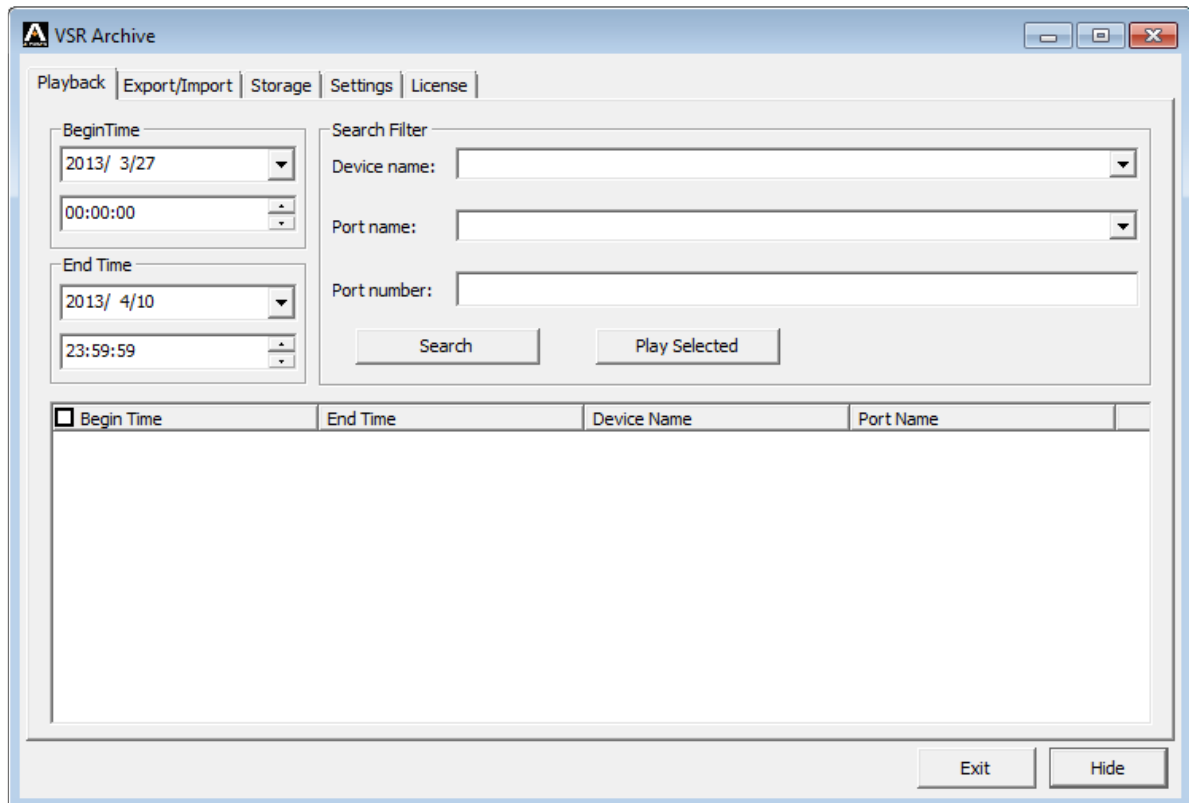 VSR Archive
Playback Export/Import Storage Settings License
BeginTime
2013/ 3/27
00:00:00
End Time
2013/ 4/10
23:59:59
Search Filter
Device name:
Port name:
Port number:
Search Play Selected
Begin Time End Time Device Name Port Name
Exit Hide